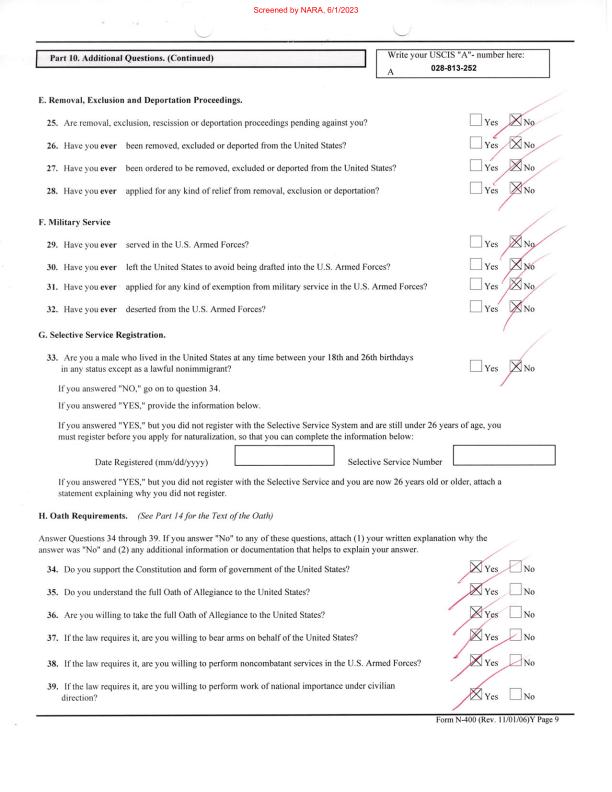 Screened by NARA, 6/1/2023
Part 10. Additional Questions. (Continued)
Write your USCIS "A"- number here:
A 028-813-252
E. Removal, Exclusion and Deportation Proceedings.
25. Are removal, exclusion, rescission or deportation proceedings pending against you? Yes No
26. Have you ever been removed, excluded or deported from the United States? Yes No
27. Have you ever been ordered to be removed, excluded or deported from the United States? Yes No
28. Have you ever applied for any kind of relief from removal, exclusion or deportation? Yes No
F. Military Service
29. Have you ever served in the U.S. Armed Forces? Yes No
30. Have you ever left the United States to avoid being drafted into the U.S. Armed Forces? Yes No
31. Have you ever applied for any kind of exemption from military service in the U.S. Armed Forces? Yes No
32. Have you ever deserted from the U.S. Armed Forces? Yes No
G. Selective Service Registration.
33. Are you a male who lived in the United States at any time between your 18th and 26th birthdays
in any status except as a lawful nonimmigrant? Yes No
If you answered "NO," go on to question 34.
If you answered "YES," provide the information below.
If you answered "YES," but you did not register with the Selective Service System and are still under 26 years of age, you
must register before you apply for naturalization, so that you can complete the information below:
Date Registered (mm/dd/yyyy) Selective Service Number
If you answered "YES," but you did not register with the Selective Service and you are now 26 years old or older, attach a
statement explaining why you did not register.
H. Oath Requirements. (See Part 14 for the Text of the Oath)
Answer Questions 34 through 39. If you answer "No" to any of these questions, attach (1) your written explanation why the
answer was "No" and (2) any additional information or documentation that helps to explain your answer.
34. Do you support the Constitution and form of government of the United States? Yes No
35. Do you understand the full Oath of Allegiance to the United States? Yes No
36. Are you willing to take the full Oath of Allegiance to the United States? Yes No
37. If the law requires it, are you willing to bear arms on behalf of the United States? Yes No
38. If the law requires it, are you willing to perform noncombatant services in the U.S. Armed Forces? Yes No
39. If the law requires it, are you willing to perform work of national importance under civilian
direction? Yes No
Form N-400 (Rev. 11/01/06)Y Page 9